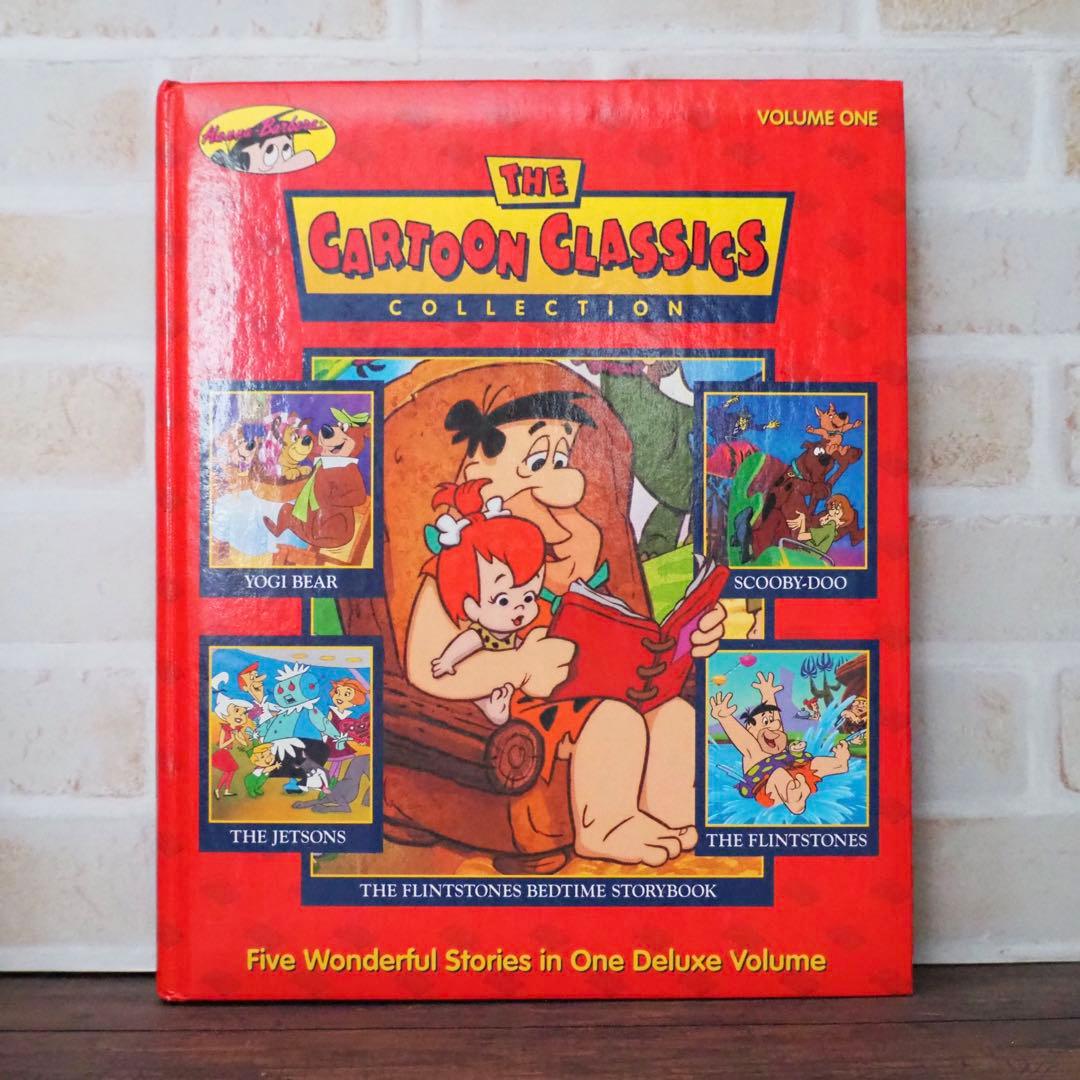 Hanna-Barbera
VOLUME ONE
THE
CARTOON CLASSICS
COLLECTION
YOGI BEAR
SCOOBY-DOO
THE JETSONS
THE FLINTSTONES
THE FLINTSTONES BEDTIME STORYBOOK
Five Wonderful Stories in One Deluxe Volume